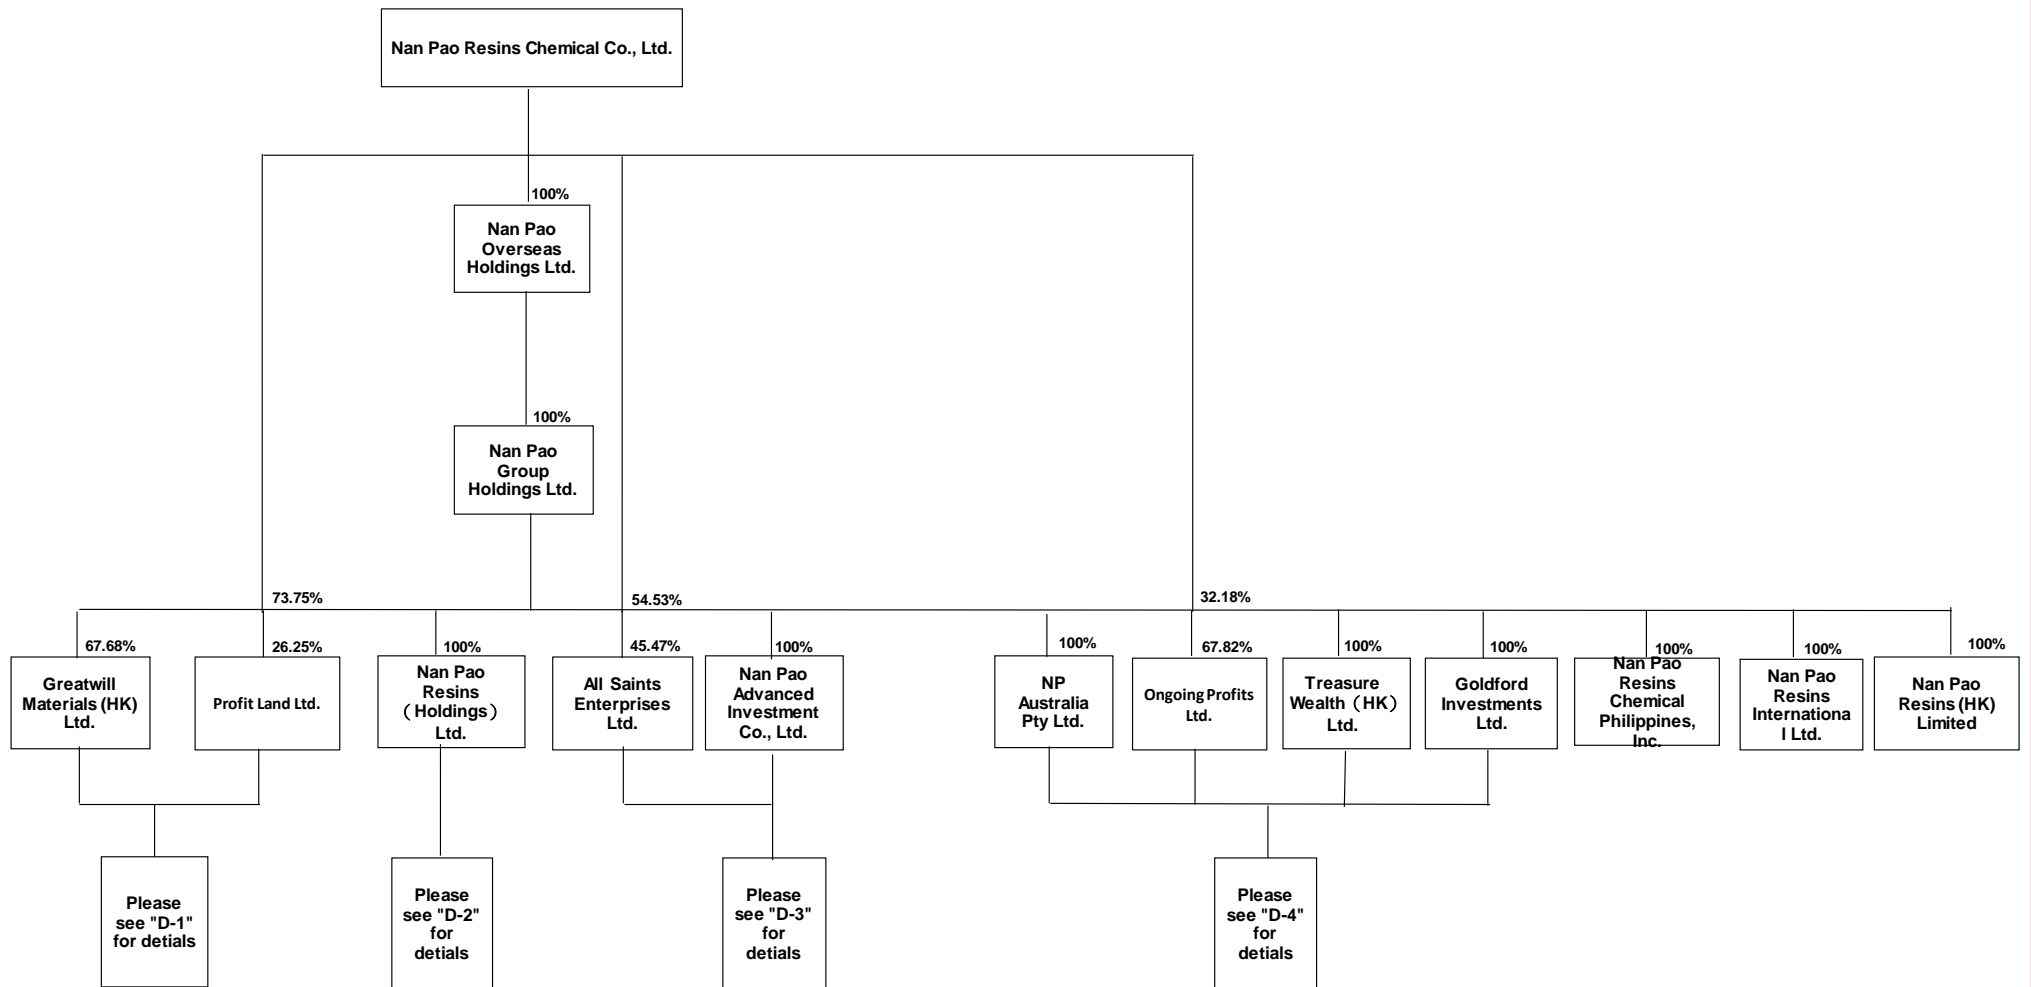 Nan Pao Resins Chemical Co., Ltd.
100%
Nan Pao
Overseas
Holdings Ltd.
100%
Nan Pao
Group
Holdings Ltd.
73.75%
54.53%
32.18%
67.68%
Greatwill
Materials (HK)
Ltd.
26.25%
Profit Land Ltd.
100%
Nan Pao
Resins
（Holdings）
Ltd.
45.47%
All Saints
Enterprises
Ltd.
100%
Nan Pao
Advanced
Investment
Co., Ltd.
100%
NP
Australia
Pty Ltd.
67.82%
Ongoing Profits
Ltd.
100%
Treasure
Wealth（HK）
Ltd.
100%
Goldford
Investments
Ltd.
100%
Nan Pao
Resins
Chemical
Philippines,
Inc.
100%
Nan Pao
Resins
Internationa
l Ltd.
100%
Nan Pao
Resins (HK)
Limited
Please
see "D-1"
for detials
Please
see "D-2"
for
detials
Please
see "D-3"
for
detials
Please
see "D-4"
for
detials